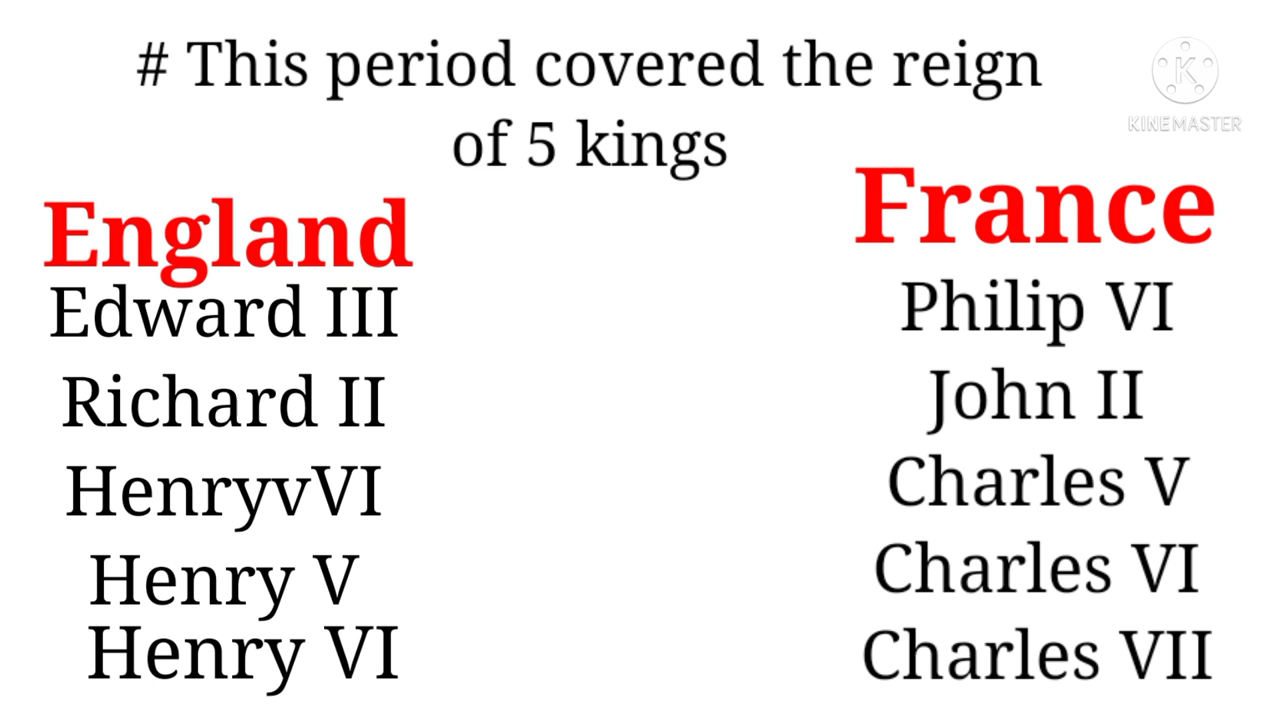 # This period covered the reign
of 5 kings
KINEMASTER
England
Edward III
Richard II
HenryvVI
Henry V
Henry VI
France
Philip VI
John II
Charles V
Charles VI
Charles VII